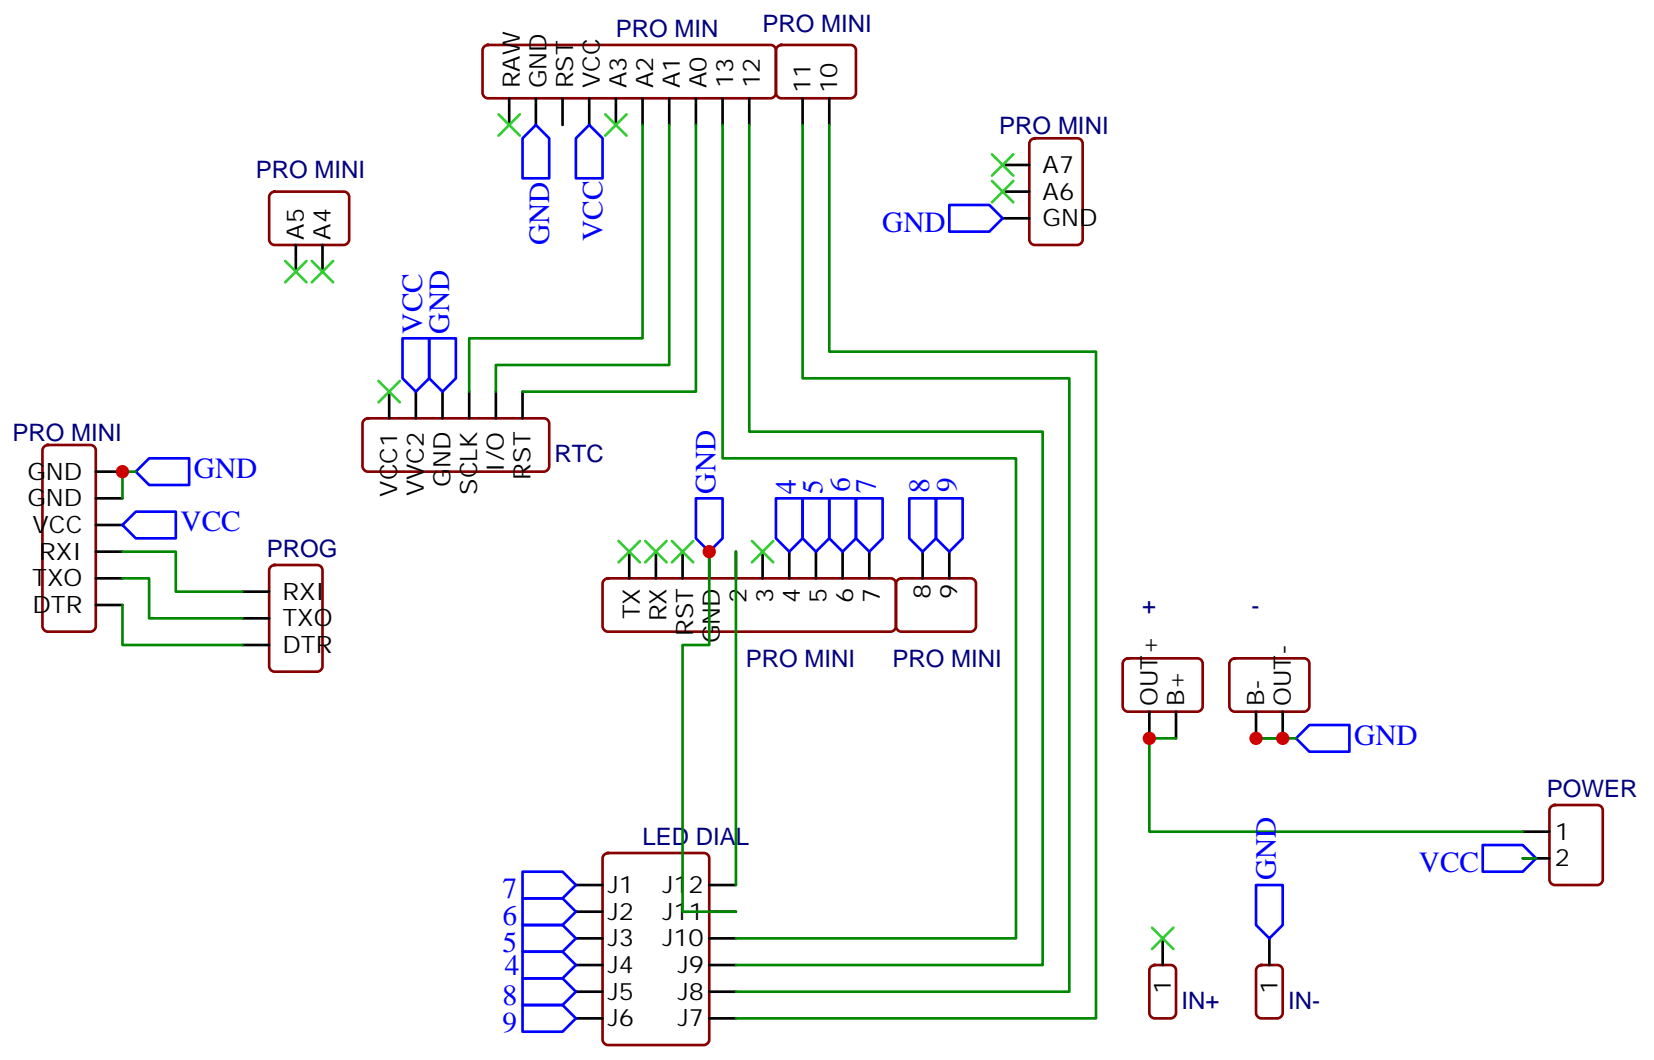 PRO MIN
PRO MINI
RAW
GND
RST
VCC
A3
A2
A1
A0
13
12
11
10
GND
VCC
PRO MINI
A7
A6
GND
GND
PRO MINI
A5
A4
VCC
GND
VCC1
VVC2
GND
SCLK
I/O
RST
RTC
PRO MINI
GND
GND
VCC
RXI
TXO
DTR
GND
VCC
PROG
RXI
TXO
DTR
GND
4
5
6
7
8
9
TX
RX
RST
GND
2
3
4
5
6
7
8
9
PRO MINI
PRO MINI
+
-
OUT+
B+
B-
OUT-
GND
POWER
1
2
VCC
LED DIAL
7
6
5
4
8
9
J1
J2
J3
J4
J5
J6
J12
J11
J10
J9
J8
J7
GND
1
IN+
1
IN-